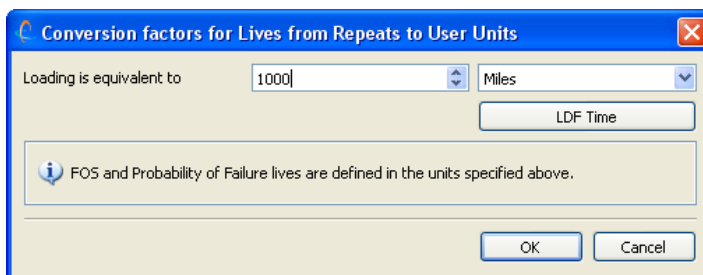 Conversion factors for Lives from Repeats to User Units
Loading is equivalent to 1000 Miles
LDF Time
FOS and Probability of Failure lives are defined in the units specified above.
OK Cancel